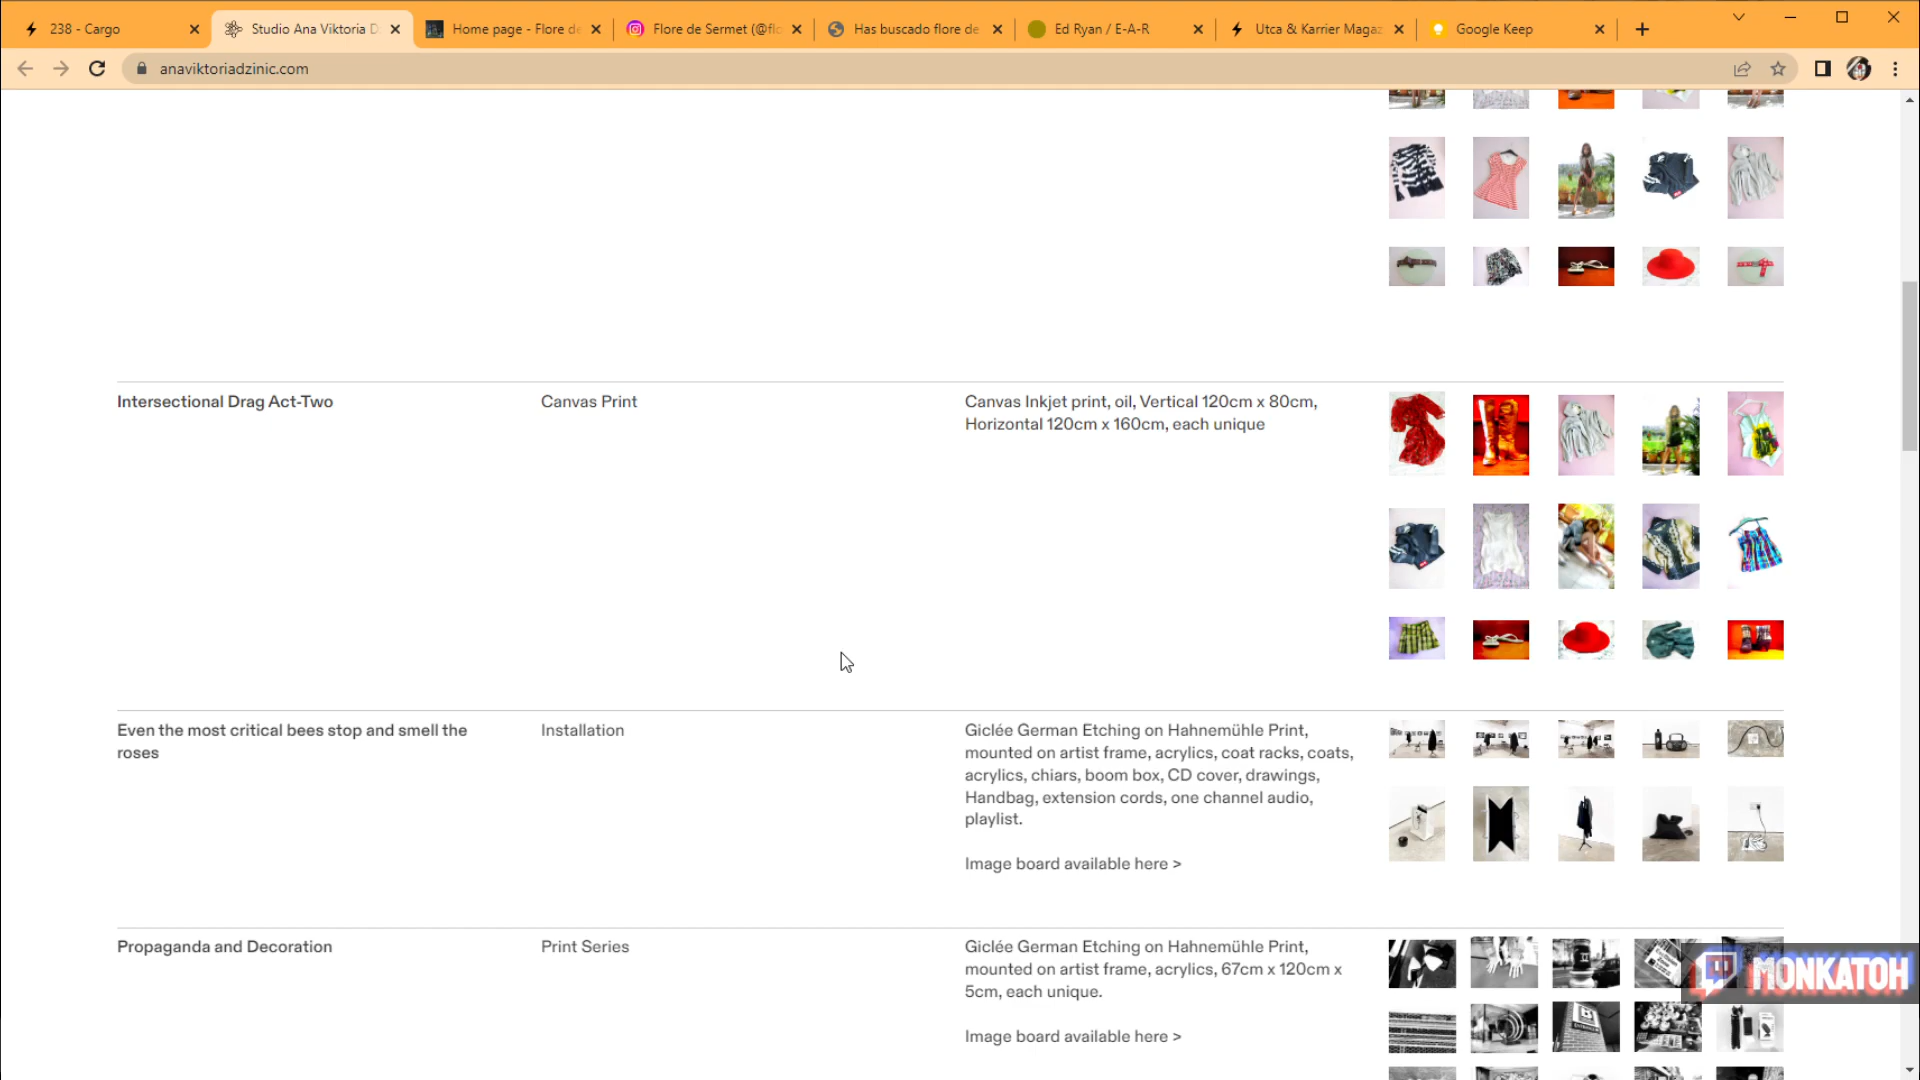 238 - Cargo
Studio Ana Viktoria D
Home page - Flore de
Flore de Sermet (@flo
Has buscado flore de
Ed Ryan / E-A-R
Utca & Karrier Magaz
Google Keep
anaviktoriadzinic.com
Intersectional Drag Act-Two
Canvas Print
Canvas Inkjet print, oil, Vertical 120cm x 80cm,
Horizontal 120cm x 160cm, each unique
Even the most critical bees stop and smell the
roses
Installation
Giclée German Etching on Hahnemühle Print,
mounted on artist frame, acrylics, coat racks, coats,
acrylics, chiars, boom box, CD cover, drawings,
Handbag, extension cords, one channel audio,
playlist.
Image board available here >
Propaganda and Decoration
Print Series
Giclée German Etching on Hahnemühle Print,
mounted on artist frame, acrylics, 67cm x 120cm x
5cm, each unique.
Image board available here >
MONKATOH